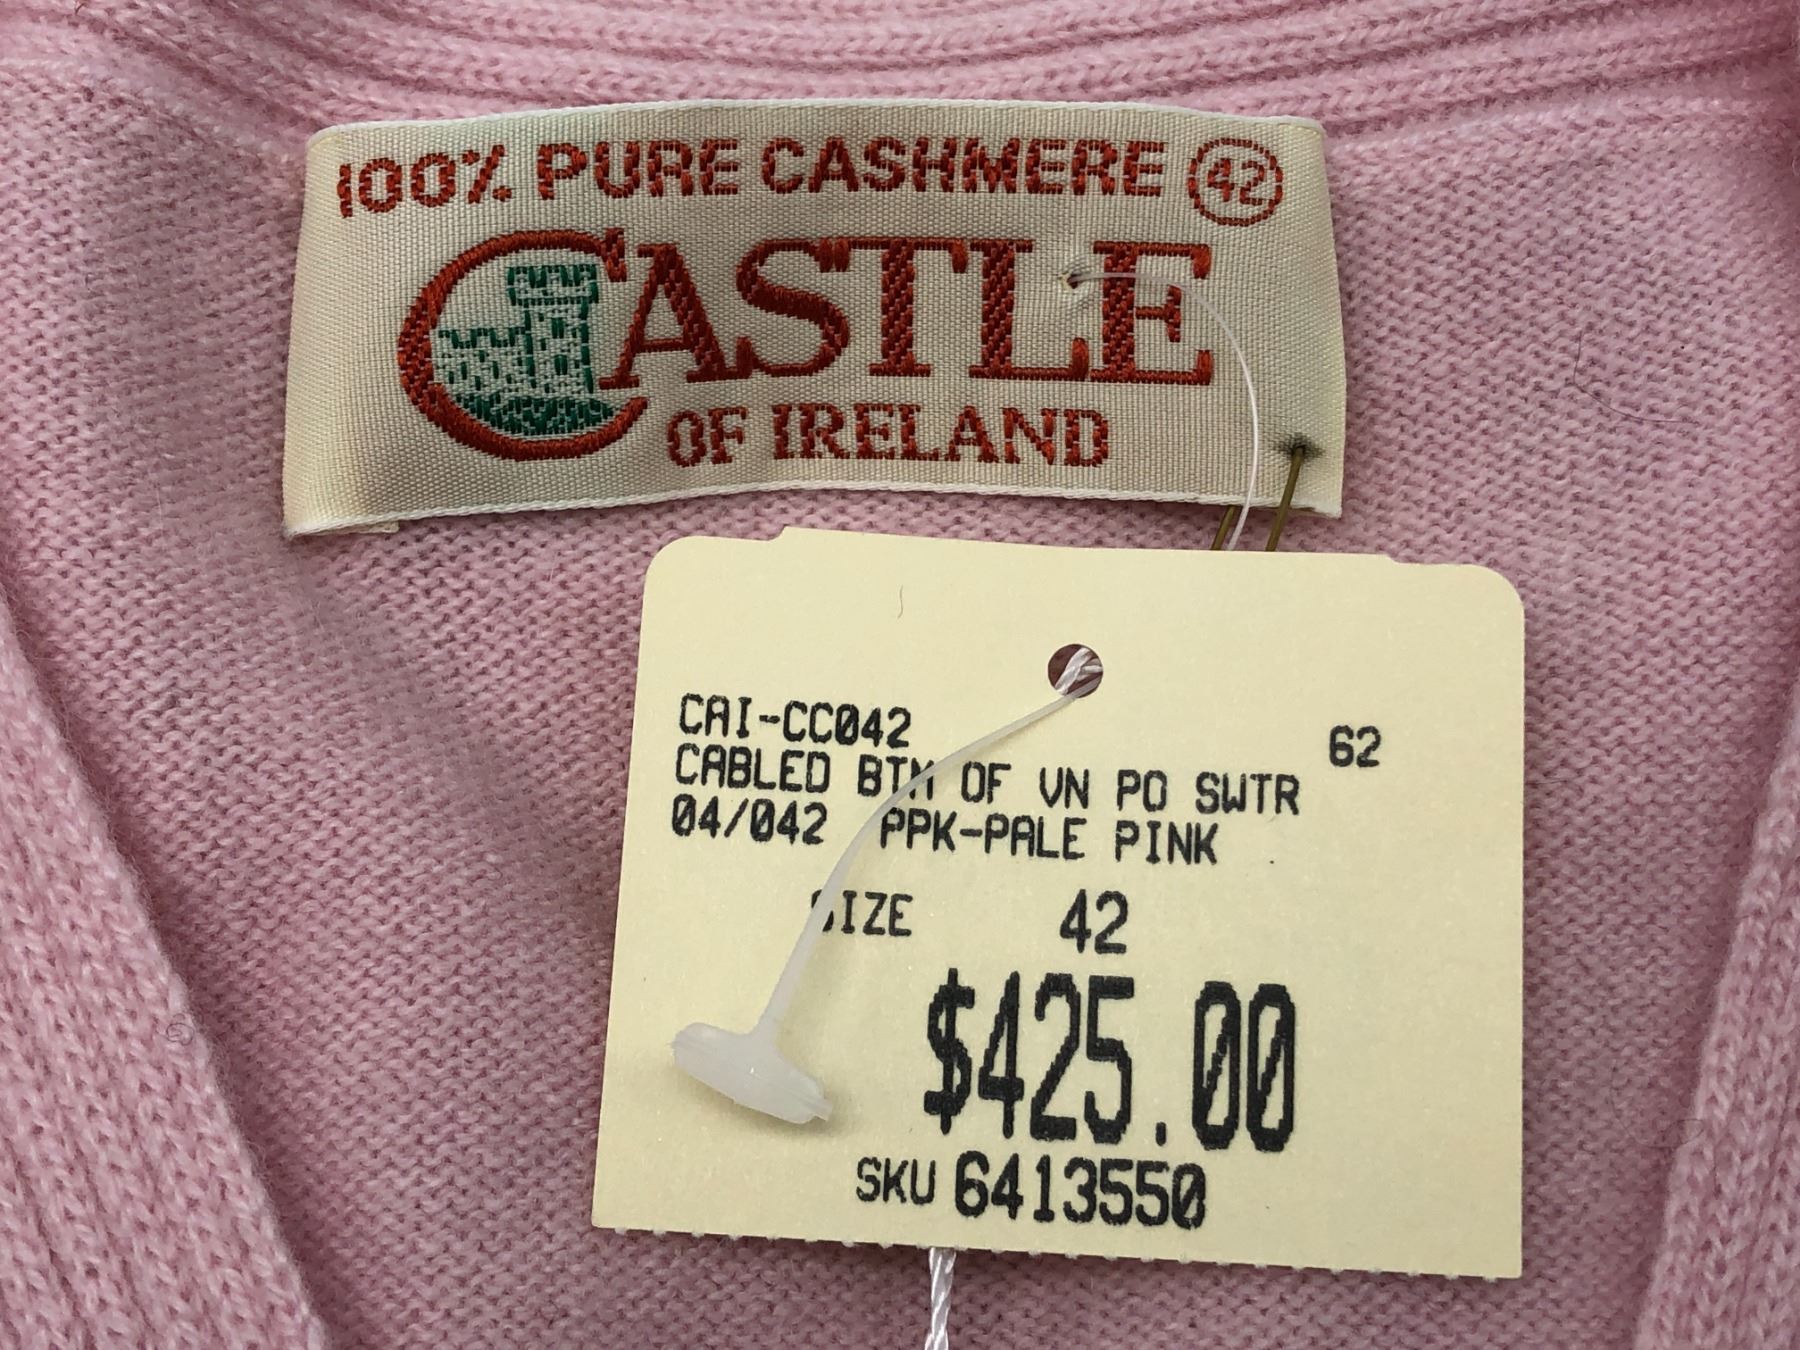 100% PURE CASHMERE 42
CASTLE
OF IRELAND
CAI-CC042
62
CABLED BTM OF VN PO SWTR
04/042 PPK-PALE PINK
SIZE 42
$425.00
SKU 6413550